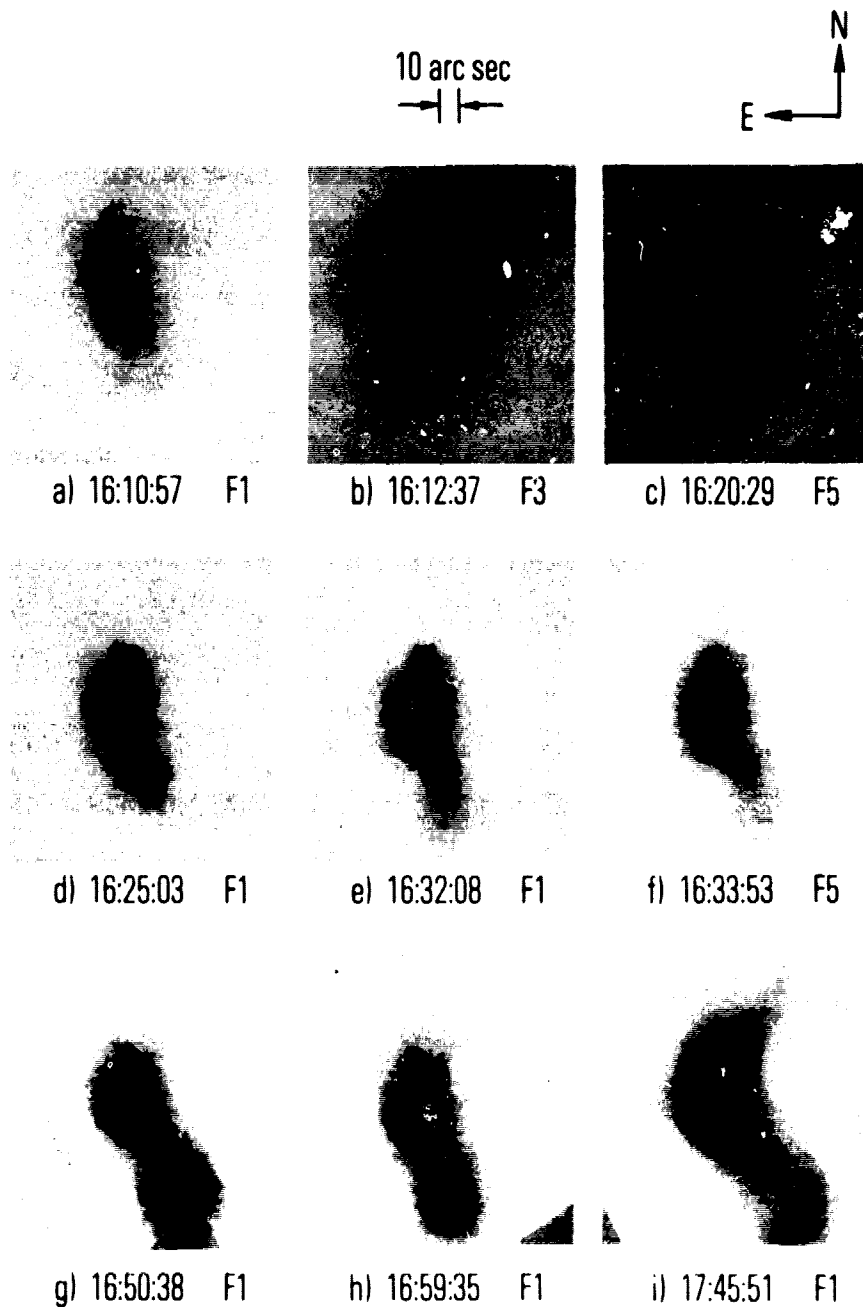 N
10 arc sec
E
a) 16:10:57 F1
b) 16:12:37 F3
c) 16:20:29 F5
d) 16:25:03 F1
e) 16:32:08 F1
f) 16:33:53 F5
g) 16:50:38 F1
h) 16:59:35 F1
i) 17:45:51 F1